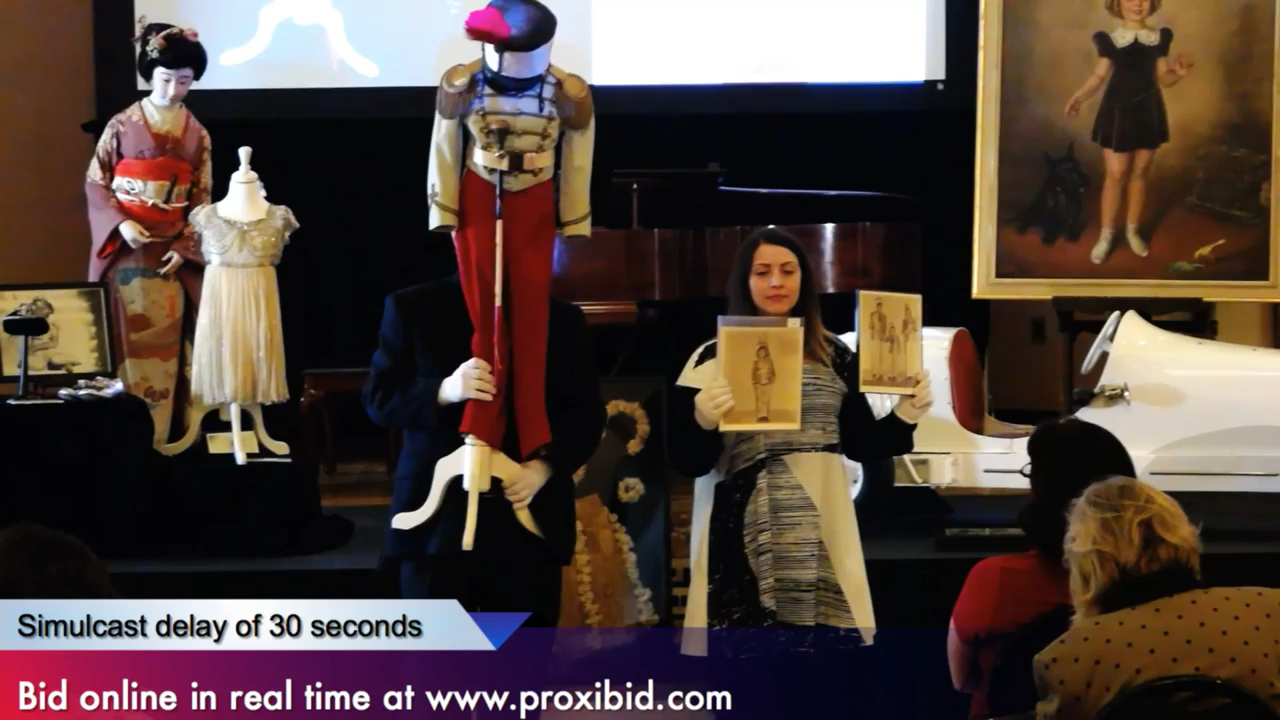 Simulcast delay of 30 seconds
Bid online in real time at www.proxibid.com